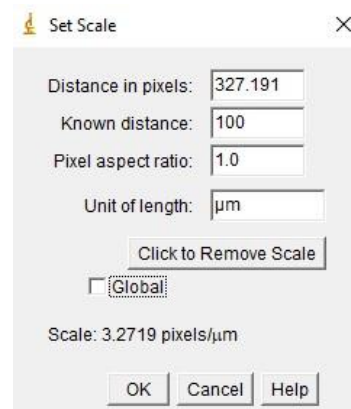 Set Scale
Distance in pixels: 327.191
Known distance: 100
Pixel aspect ratio: 1.0
Unit of length: µm
Click to Remove Scale
Global
Scale: 3.2719 pixels/µm
OK Cancel Help